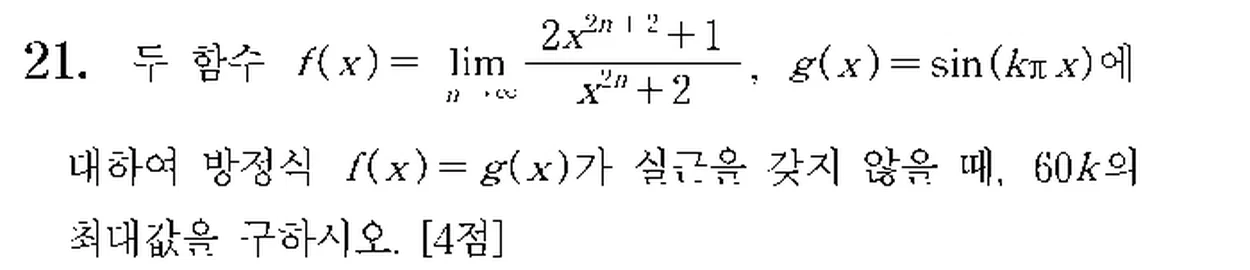 21. 두 함수 f(x) = lim_{n→∞} (2x^{2n+2}+1)/(x^{2n}+2), g(x) = sin(kπx)에
대하여 방정식 f(x) = g(x)가 실근을 갖지 않을 때, 60k의
최대값을 구하시오. [4점]